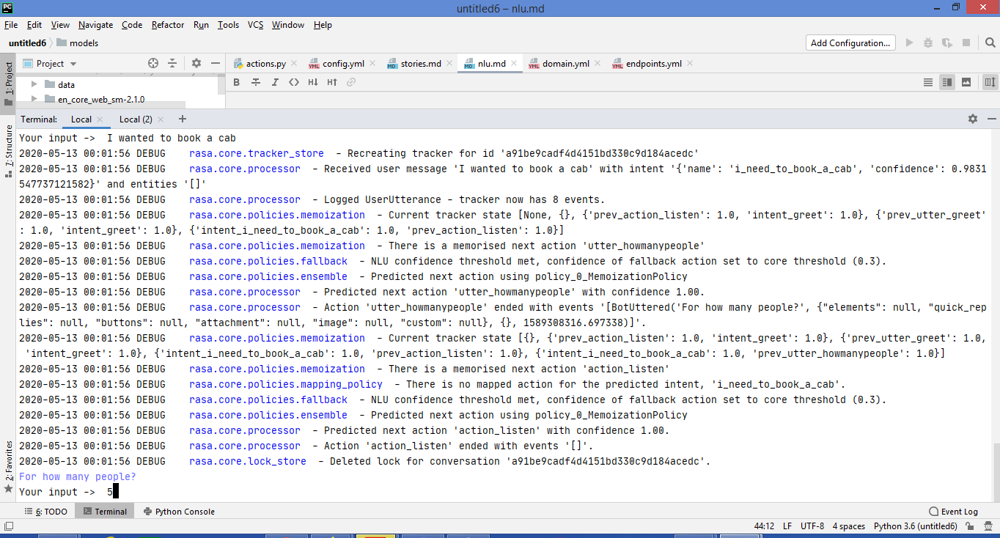 PC
untitled6 – nlu.md
File Edit View Navigate Code Refactor Run Tools VCS Window Help
untitled6 models
Add Configuration...
1: Project
Project
actions.py
config.yml
stories.md
nlu.md
domain.yml
endpoints.yml
data
en_core_web_sm-2.1.0
Terminal: Local Local (2) +
7: Structure
2: Favorites
Your input -> I wanted to book a cab
2020-05-13 00:01:56 DEBUG rasa.core.tracker_store - Recreating tracker for id 'a91be9cadf4d4151bd330c9d184acedc'
2020-05-13 00:01:56 DEBUG rasa.core.processor - Received user message 'I wanted to book a cab' with intent '{'name': 'i_need_to_book_a_cab', 'confidence': 0.9831
547737121582}' and entities '[]'
2020-05-13 00:01:56 DEBUG rasa.core.processor - Logged UserUtterance - tracker now has 8 events.
2020-05-13 00:01:56 DEBUG rasa.core.policies.memoization - Current tracker state [None, {}, {'prev_action_listen': 1.0, 'intent_greet': 1.0}, {'prev_utter_greet'
: 1.0, 'intent_greet': 1.0}, {'intent_i_need_to_book_a_cab': 1.0, 'prev_action_listen': 1.0}]
2020-05-13 00:01:56 DEBUG rasa.core.policies.memoization - There is a memorised next action 'utter_howmanypeople'
2020-05-13 00:01:56 DEBUG rasa.core.policies.fallback - NLU confidence threshold met, confidence of fallback action set to core threshold (0.3).
2020-05-13 00:01:56 DEBUG rasa.core.policies.ensemble - Predicted next action using policy_0_MemoizationPolicy
2020-05-13 00:01:56 DEBUG rasa.core.processor - Predicted next action 'utter_howmanypeople' with confidence 1.00.
2020-05-13 00:01:56 DEBUG rasa.core.processor - Action 'utter_howmanypeople' ended with events '[BotUttered('For how many people?', {"elements": null, "quick_rep
lies": null, "buttons": null, "attachment": null, "image": null, "custom": null}, {}, 1589308316.697338)]'.
2020-05-13 00:01:56 DEBUG rasa.core.policies.memoization - Current tracker state [{}, {'prev_action_listen': 1.0, 'intent_greet': 1.0}, {'prev_utter_greet': 1.0,
'intent_greet': 1.0}, {'intent_i_need_to_book_a_cab': 1.0, 'prev_action_listen': 1.0}, {'intent_i_need_to_book_a_cab': 1.0, 'prev_utter_howmanypeople': 1.0}]
2020-05-13 00:01:56 DEBUG rasa.core.policies.memoization - There is a memorised next action 'action_listen'
2020-05-13 00:01:56 DEBUG rasa.core.policies.mapping_policy - There is no mapped action for the predicted intent, 'i_need_to_book_a_cab'.
2020-05-13 00:01:56 DEBUG rasa.core.policies.fallback - NLU confidence threshold met, confidence of fallback action set to core threshold (0.3).
2020-05-13 00:01:56 DEBUG rasa.core.policies.ensemble - Predicted next action using policy_0_MemoizationPolicy
2020-05-13 00:01:56 DEBUG rasa.core.processor - Predicted next action 'action_listen' with confidence 1.00.
2020-05-13 00:01:56 DEBUG rasa.core.processor - Action 'action_listen' ended with events '[]'.
2020-05-13 00:01:56 DEBUG rasa.core.lock_store - Deleted lock for conversation 'a91be9cadf4d4151bd330c9d184acedc'.
For how many people?
Your input -> 5
6: TODO Terminal Python Console Event Log
44:12 LF UTF-8 4 spaces Python 3.6 (untitled6)